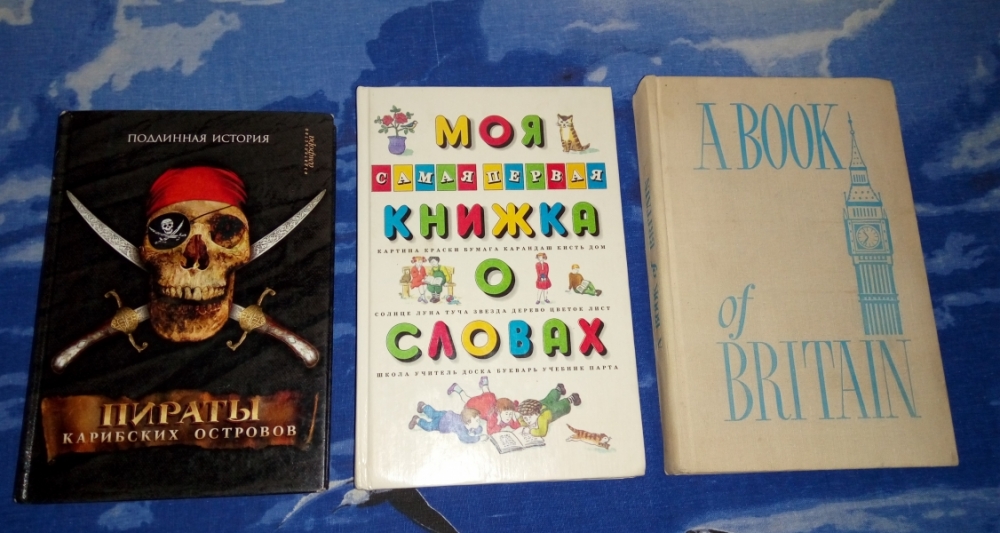 ПОДЛИННАЯ ИСТОРИЯ
амфора
ПИРАТЫ
КАРИБСКИХ ОСТРОВОВ
МОЯ
САМАЯ ПЕРВАЯ
КНИЖКА
КАРТИНА КРАСКИ БУМАГА КАРАНДАШ КИСТЬ ДОМ
О
СОЛНЦЕ ЛУНА ТУЧА ЗВЕЗДА ДЕРЕВО ЦВЕТОК ЛИСТ
СЛОВАХ
ШКОЛА УЧИТЕЛЬ ДОСКА БУКВАРЬ УЧЕБНИК ПАРТА
A BOOK
of
BRITAIN